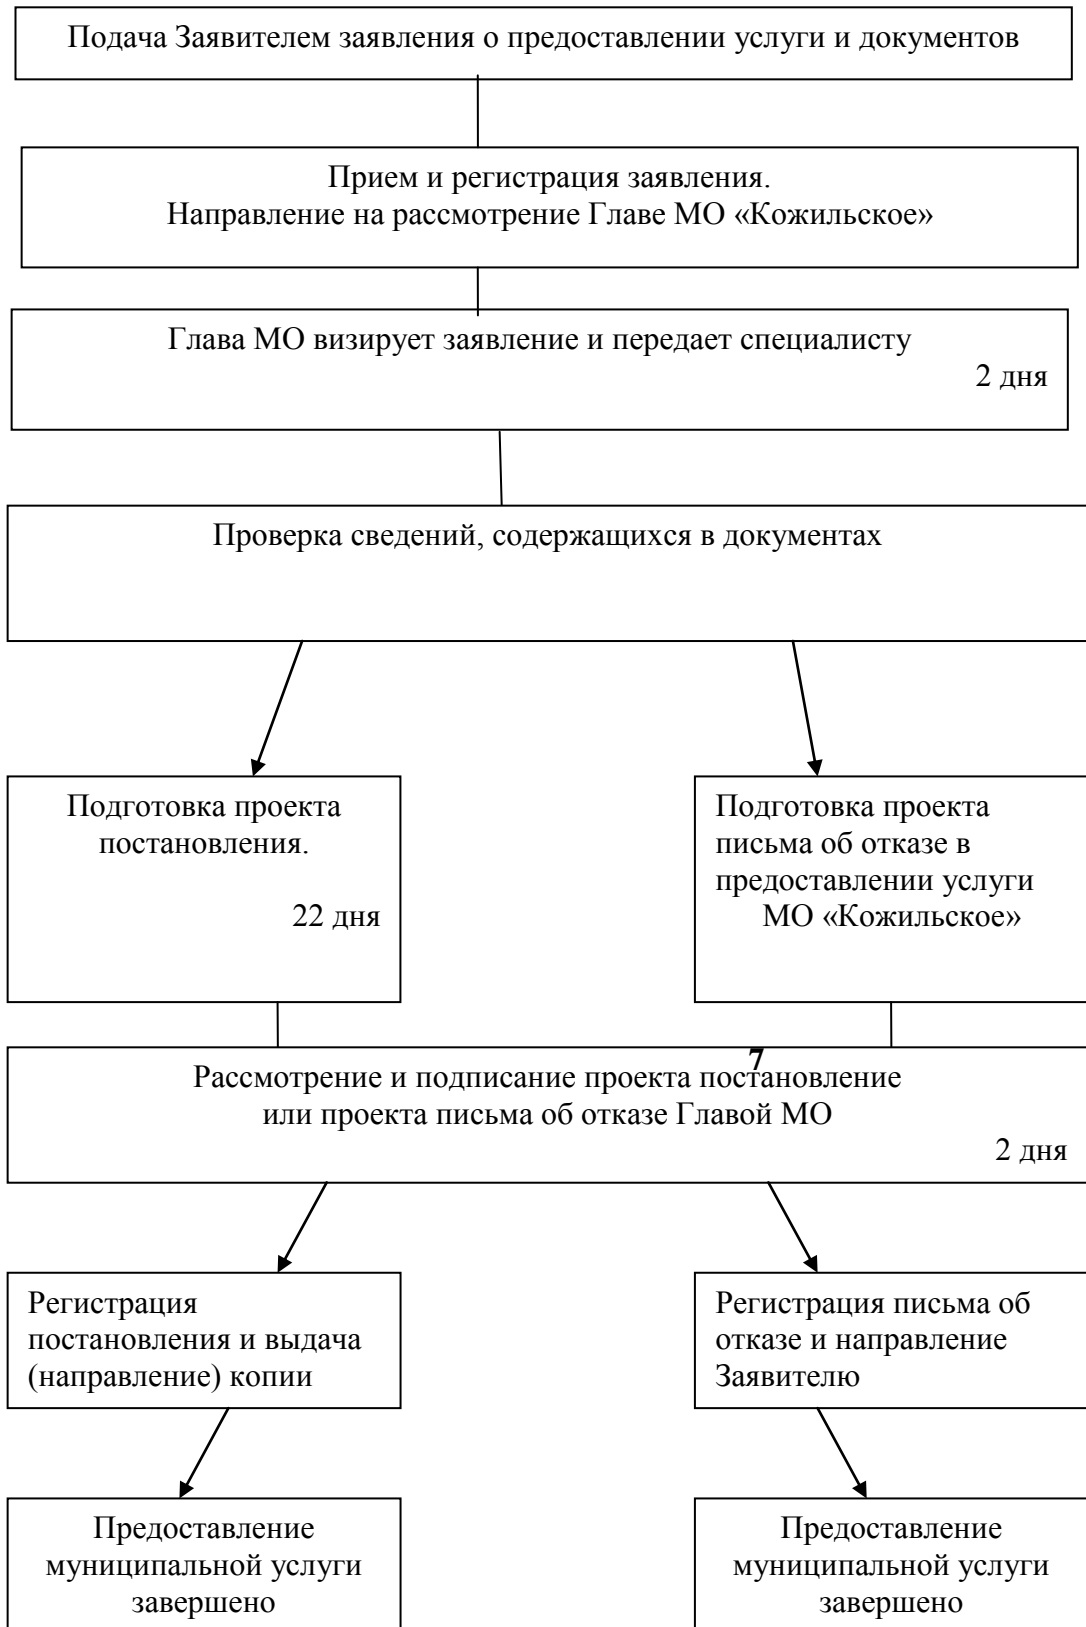 Подача Заявителем заявления о предоставлении услуги и документов
Прием и регистрация заявления.
Направление на рассмотрение Главе МО «Кожильское»
Глава МО визирует заявление и передает специалисту
2 дня
Проверка сведений, содержащихся в документах
Подготовка проекта
постановления.
22 дня
Подготовка проекта
письма об отказе в
предоставлении услуги
МО «Кожильское»
7
Рассмотрение и подписание проекта постановление
или проекта письма об отказе Главой МО
2 дня
Регистрация
постановления и выдача
(направление) копии
Регистрация письма об
отказе и направление
Заявителю
Предоставление
муниципальной услуги
завершено
Предоставление
муниципальной услуги
завершено